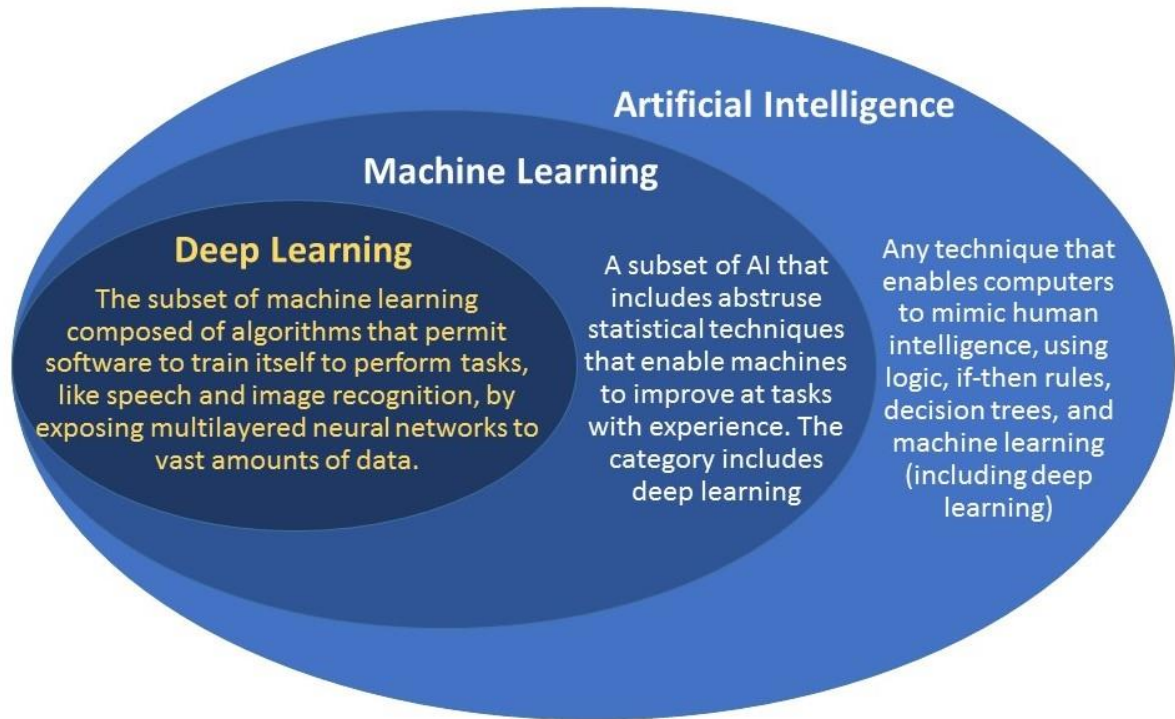 Artificial Intelligence
Machine Learning
Deep Learning
The subset of machine learning
composed of algorithms that permit
software to train itself to perform tasks,
like speech and image recognition, by
exposing multilayered neural networks to
vast amounts of data.
A subset of AI that
includes abstruse
statistical techniques
that enable machines
to improve at tasks
with experience. The
category includes
deep learning
Any technique that
enables computers
to mimic human
intelligence, using
logic, if-then rules,
decision trees, and
machine learning
(including deep
learning)